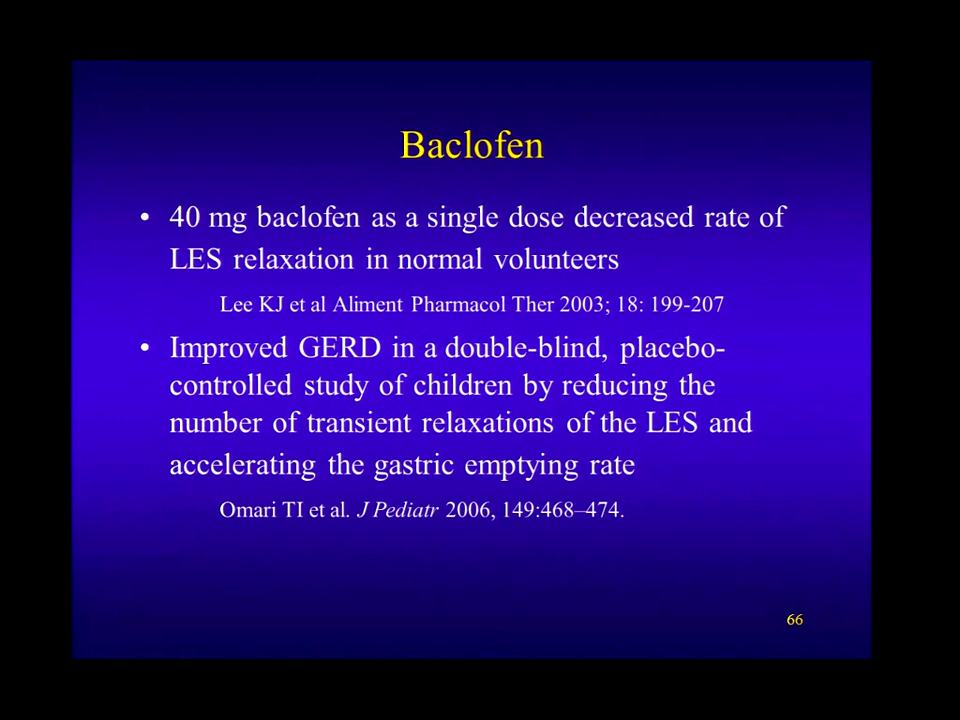 Baclofen
• 40 mg baclofen as a single dose decreased rate of
LES relaxation in normal volunteers
Lee KJ et al Aliment Pharmacol Ther 2003; 18: 199-207
• Improved GERD in a double-blind, placebo-
controlled study of children by reducing the
number of transient relaxations of the LES and
accelerating the gastric emptying rate
Omari TI et al. J Pediatr 2006, 149:468–474.
66